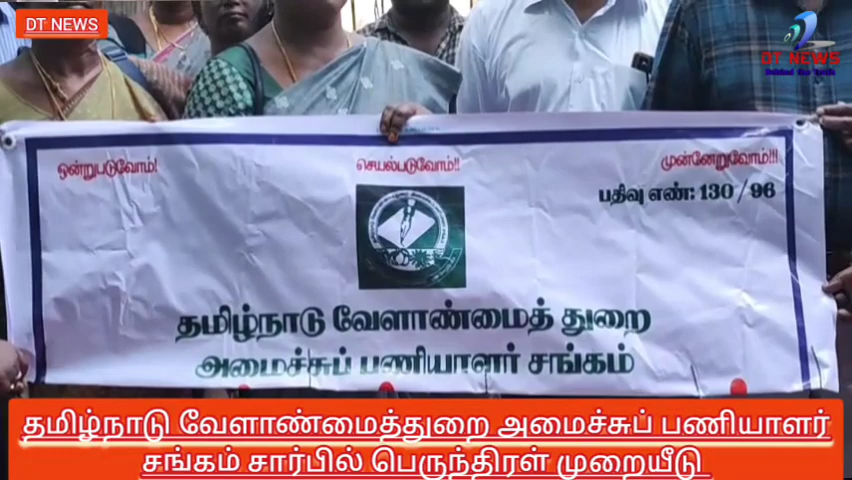 DT NEWS
DT NEWS
ஒன்றுபடுவோம்! செயல்படுவோம்!! முன்னேறுவோம்!!!
பதிவு எண்: 130/96
தமிழ்நாடு வேளாண்மைத் துறை
அமைச்சுப் பணியாளர் சங்கம்
தமிழ்நாடு வேளாண்மைத்துறை அமைச்சுப் பணியாளர்
சங்கம் சார்பில் பெருந்திரள் முறையீடு